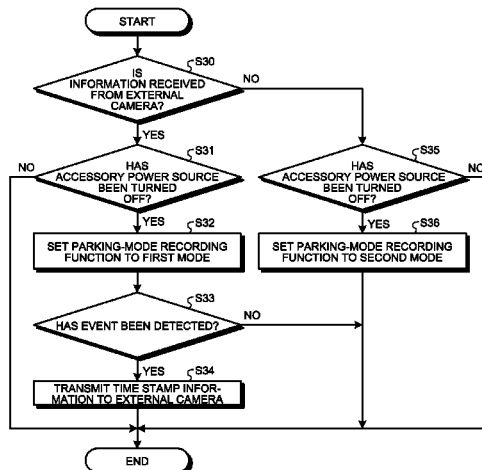 START
S30
IS
INFORMATION RECEIVED
FROM EXTERNAL
CAMERA?
NO
YES
S31
NO
HAS
ACCESSORY POWER SOURCE
BEEN TURNED
OFF?
S35
HAS
ACCESSORY POWER SOURCE
BEEN TURNED
OFF?
NO
YES
S32
SET PARKING-MODE RECORDING
FUNCTION TO FIRST MODE
YES
S36
SET PARKING-MODE RECORDING
FUNCTION TO SECOND MODE
S33
HAS EVENT BEEN DETECTED?
NO
YES
S34
TRANSMIT TIME STAMP INFOR-
MATION TO EXTERNAL CAMERA
END